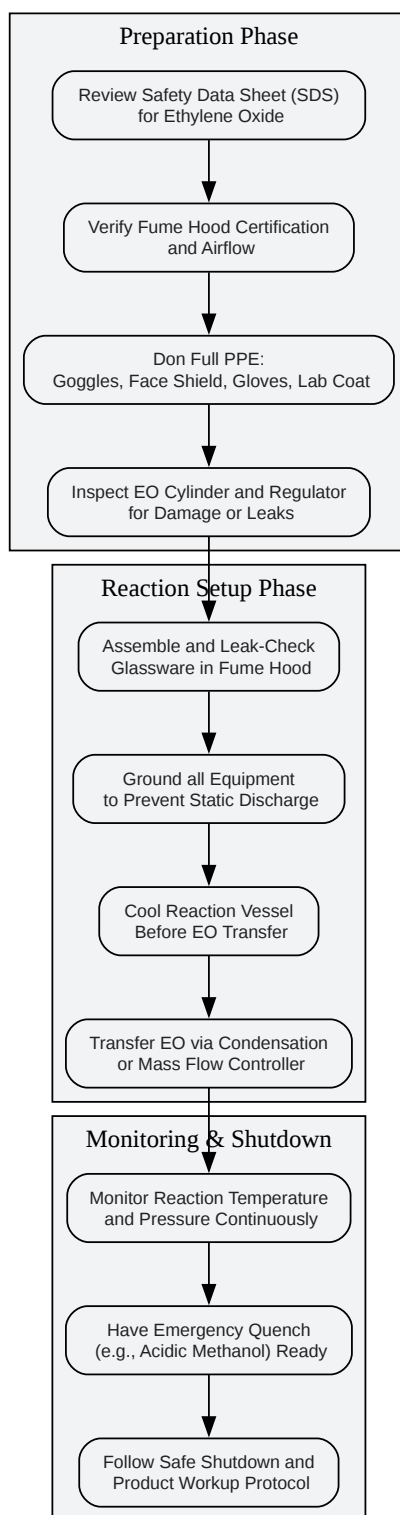 Preparation Phase
Review Safety Data Sheet (SDS)
for Ethylene Oxide
Verify Fume Hood Certification
and Airflow
Don Full PPE:
Goggles, Face Shield, Gloves, Lab Coat
Inspect EO Cylinder and Regulator
for Damage or Leaks
Reaction Setup Phase
Assemble and Leak-Check
Glassware in Fume Hood
Ground all Equipment
to Prevent Static Discharge
Cool Reaction Vessel
Before EO Transfer
Transfer EO via Condensation
or Mass Flow Controller
Monitoring & Shutdown
Monitor Reaction Temperature
and Pressure Continuously
Have Emergency Quench
(e.g., Acidic Methanol) Ready
Follow Safe Shutdown and
Product Workup Protocol